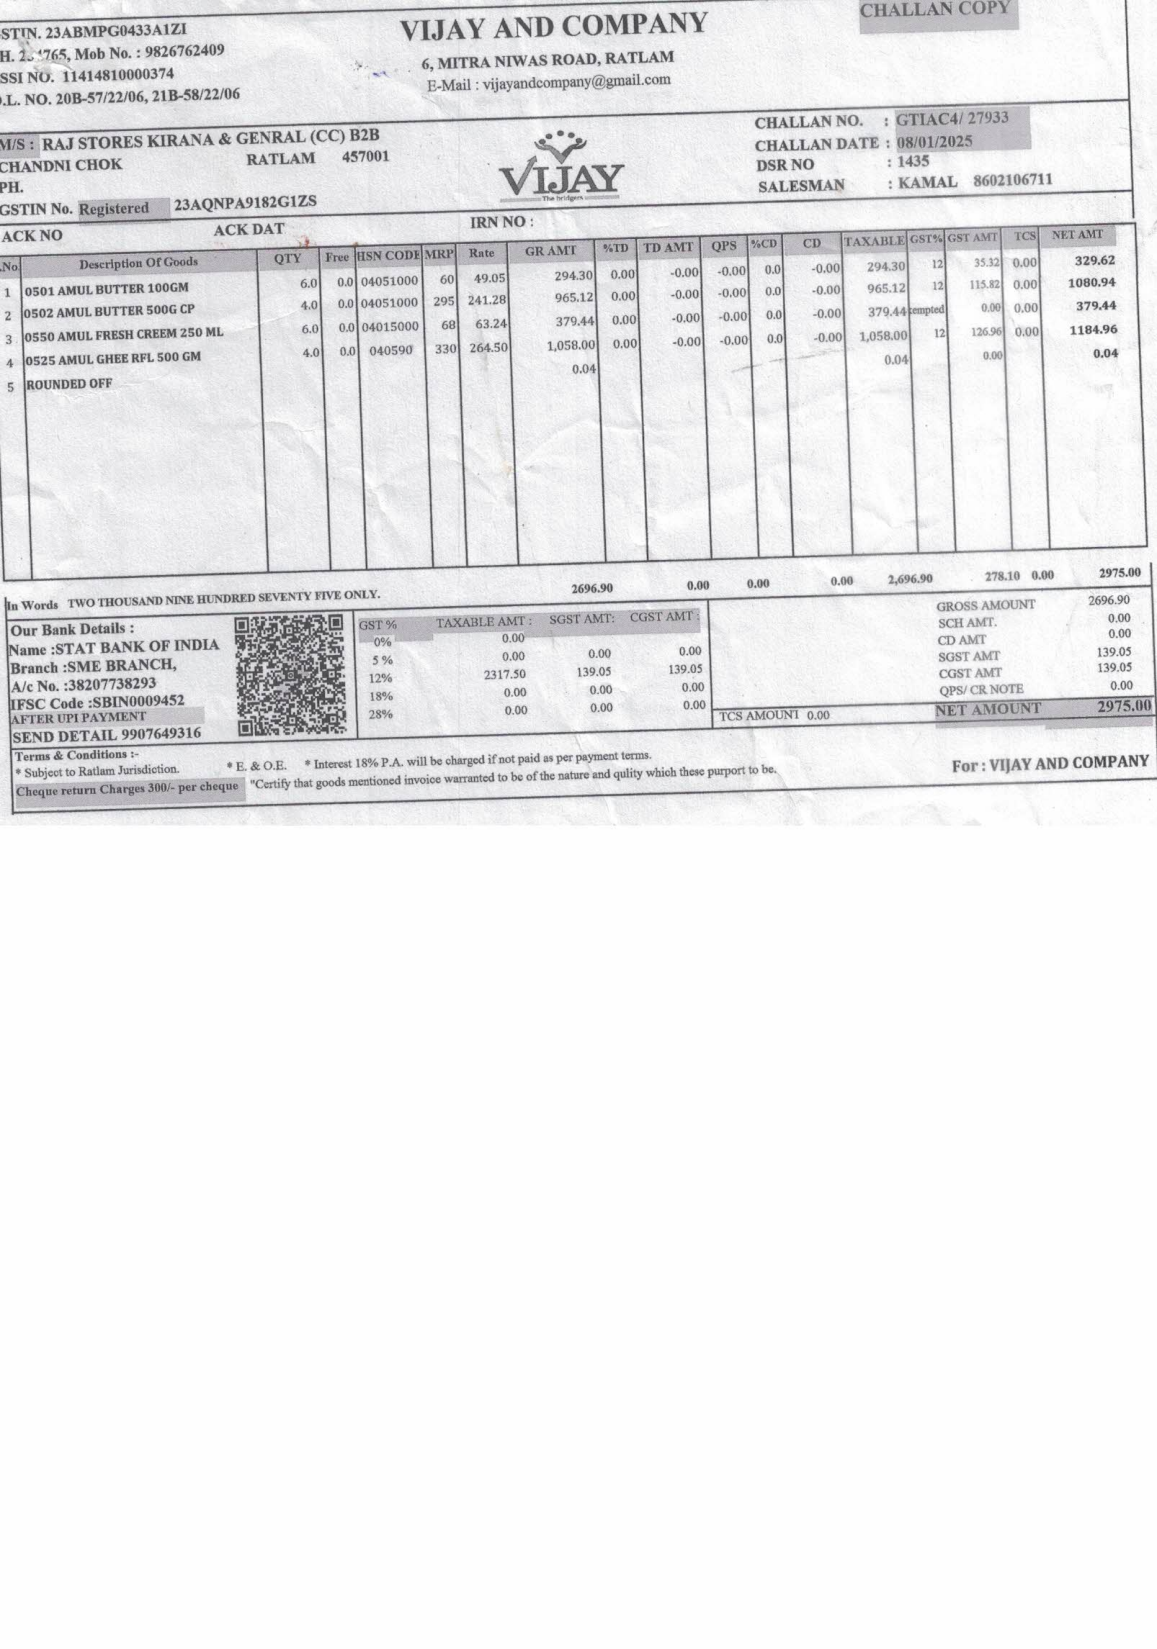 STIN. 23ABMPG0433A1ZI
VIJAY AND COMPANY
CHALLAN COPY
H. 765, Mob No. : 9826762409
6, MITRA NIWAS ROAD, RATLAM
SSI NO. 11414810000374
E-Mail : vijayandcompany@gmail.com
.L. NO. 20B-57/22/06, 21B-58/22/06
M/S : RAJ STORES KIRANA & GENRAL (CC) B2B
CHANDNI CHOK RATLAM 457001
PH.
GSTIN No. Registered 23AQNPA9182G1ZS
VIJAY
The bridgers
CHALLAN NO. : GTIAC4/ 27933
CHALLAN DATE : 08/01/2025
DSR NO : 1435
SALESMAN : KAMAL 8602106711
ACK NO ACK DAT IRN NO :
.No Description Of Goods QTY Free HSN CODE MRP Rate GR AMT %TD TD AMT QPS %CD CD TAXABLE GST% GST AMT TCS NET AMT
1 0501 AMUL BUTTER 100GM 6.0 0.0 04051000 60 49.05 294.30 0.00 -0.00 -0.00 0.0 -0.00 294.30 12 35.32 0.00 329.62
2 0502 AMUL BUTTER 500G CP 4.0 0.0 04051000 295 241.28 965.12 0.00 -0.00 -0.00 0.0 -0.00 965.12 12 115.82 0.00 1080.94
3 0550 AMUL FRESH CREEM 250 ML 6.0 0.0 04015000 68 63.24 379.44 0.00 -0.00 -0.00 0.0 -0.00 379.44 empted 0.00 0.00 379.44
4 0525 AMUL GHEE RFL 500 GM 4.0 0.0 040590 330 264.50 1,058.00 0.00 -0.00 -0.00 0.0 -0.00 1,058.00 12 126.96 0.00 1184.96
5 ROUNDED OFF 0.04 0.04 0.00 0.04
2696.90 0.00 0.00 0.00 2,696.90 278.10 0.00 2975.00
In Words TWO THOUSAND NINE HUNDRED SEVENTY FIVE ONLY.
Our Bank Details :
Name :STAT BANK OF INDIA
Branch :SME BRANCH,
A/c No. :38207738293
IFSC Code :SBIN0009452
AFTER UPI PAYMENT
SEND DETAIL 9907649316
GST % TAXABLE AMT : SGST AMT: CGST AMT :
0% 0.00
5 % 0.00 0.00 0.00
12% 2317.50 139.05 139.05
18% 0.00 0.00 0.00
28% 0.00 0.00 0.00
TCS AMOUNT 0.00
GROSS AMOUNT 2696.90
SCH AMT. 0.00
CD AMT 0.00
SGST AMT 139.05
CGST AMT 139.05
QPS/ CR NOTE 0.00
NET AMOUNT 2975.00
Terms & Conditions :-
* Subject to Ratlam Jurisdiction. * E. & O.E. * Interest 18% P.A. will be charged if not paid as per payment terms.
Cheque return Charges 300/- per cheque "Certify that goods mentioned invoice warranted to be of the nature and qulity which these purport to be.
For : VIJAY AND COMPANY